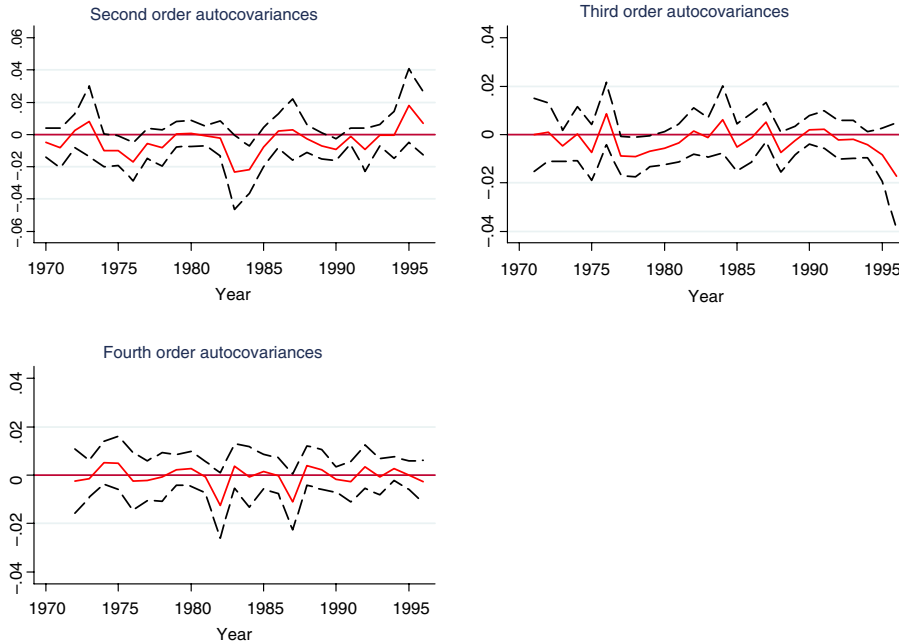 Second order autocovariances
.06
.04
.02
0
-.02
-.04
-.06
1970 1975 1980 1985 1990 1995
Year
Third order autocovariances
.04
.02
0
-.02
-.04
1970 1975 1980 1985 1990 1995
Year
Fourth order autocovariances
.04
.02
0
-.02
-.04
1970 1975 1980 1985 1990 1995
Year